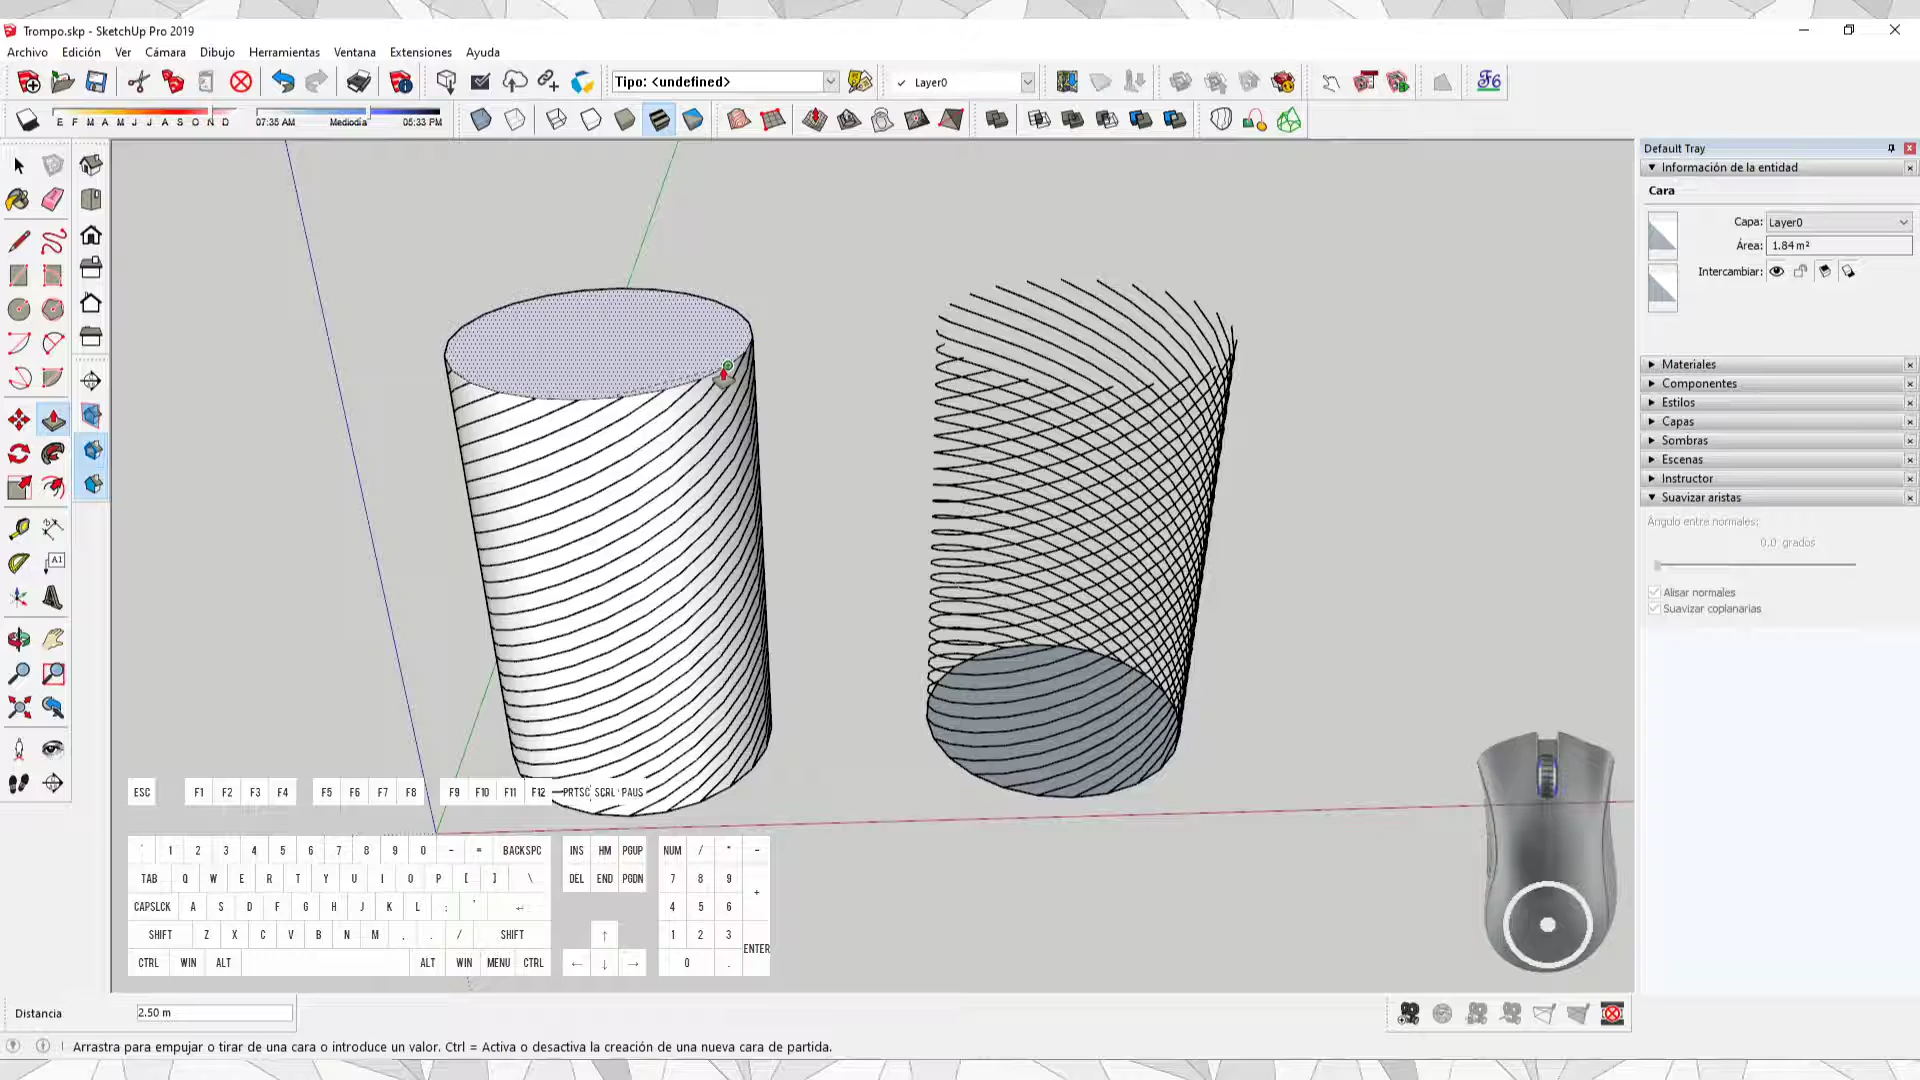 Trompo.skp - SketchUp Pro 2019
Archivo Edición Ver Cámara Dibujo Herramientas Ventana Extensiones Ayuda
Tipo: <undefined>
Layer0
E F M A M J J A S O N D
07:35 AM Mediodía 05:33 PM
Default Tray
Información de la entidad
Cara
Capa: Layer0
Área: 1.84 m²
Intercambiar:
Materiales
Componentes
Estilos
Capas
Sombras
Escenas
Instructor
Suavizar aristas
Ángulo entre normales:
0.0 grados
Alisar normales
Suavizar coplanarias
ESC F1 F2 F3 F4 F5 F6 F7 F8 F9 F10 F11 F12 PRTSC SCRL PAUS
1 2 3 4 5 6 7 8 9 0 - = BACKSPC INS HM PGUP NUM / * -
TAB Q W E R T Y U I O P [ ] \ DEL END PGDN 7 8 9 +
CAPSLCK A S D F G H J K L ; ' ↵ 4 5 6
SHIFT Z X C V B N M , . / SHIFT ↑ 1 2 3 ENTER
CTRL WIN ALT ALT WIN MENU CTRL ← ↓ → 0 .
Distancia 2.50 m
Arrastra para empujar o tirar de una cara o introduce un valor. Ctrl = Activa o desactiva la creación de una nueva cara de partida.